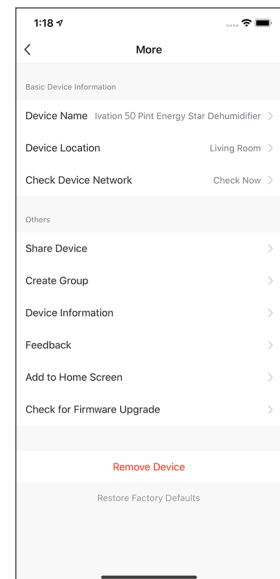 1:18
More
Basic Device Information
Device Name Ivation 50 Pint Energy Star Dehumidifier
Device Location Living Room
Check Device Network Check Now
Others
Share Device
Create Group
Device Information
Feedback
Add to Home Screen
Check for Firmware Upgrade
Remove Device
Restore Factory Defaults